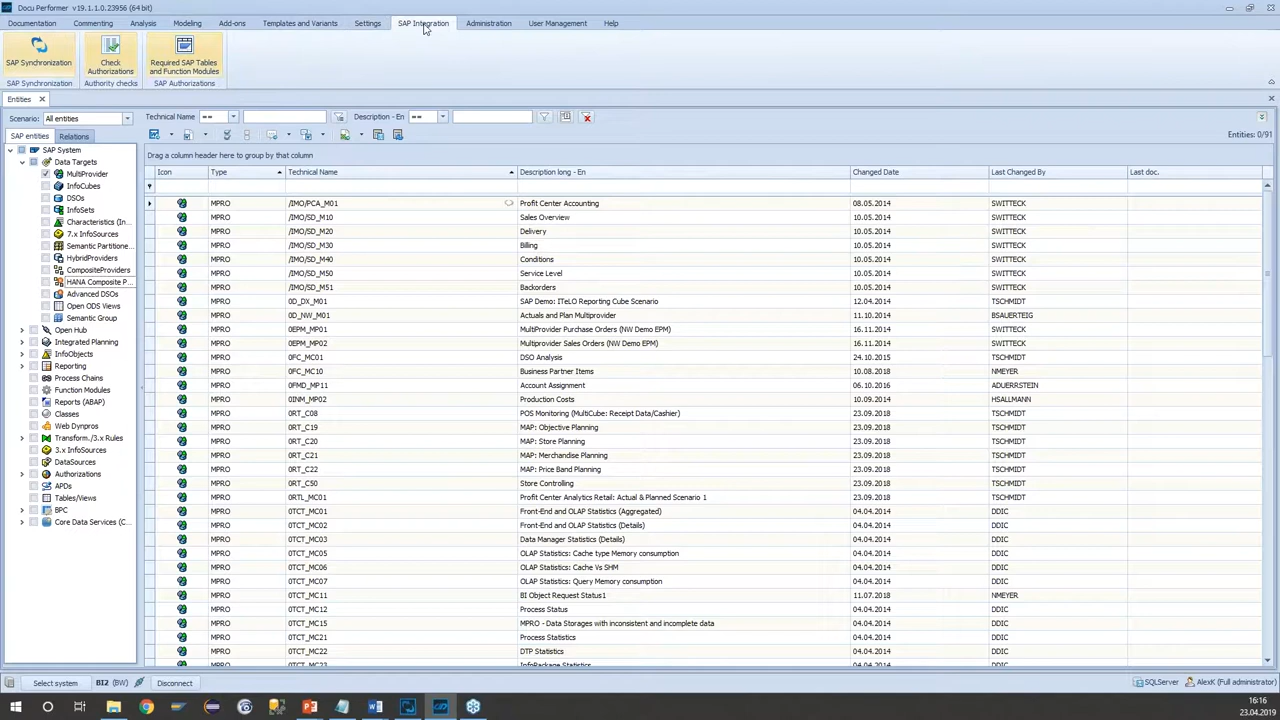 Docu Performer v19.1.1.0.23956 (64 bit)
Documentation Commenting Analysis Modeling Add-ons Templates and Variants Settings SAP Integration Administration User Management Help
SAP Synchronization
Check Authorizations
Required SAP Tables and Function Modules
SAP Synchronization Authority checks SAP Authorizations
Entities
Scenario: All entities
Technical Name == Description - En ==
SAP entities Relations
Entities: 0/91
Drag a column header here to group by that column
Icon Type Technical Name Description long - En Changed Date Last Changed By Last doc.
SAP System
Data Targets
MultiProvider
InfoCubes
DSOs
InfoSets
Characteristics (In...
7.x InfoSources
Semantic Partitione...
HybridProviders
CompositeProviders
HANA Composite P...
Advanced DSOs
Open ODS Views
Semantic Group
Open Hub
Integrated Planning
InfoObjects
Reporting
Process Chains
Function Modules
Reports (ABAP)
Classes
Web Dynpros
Transform./3.x Rules
3.x InfoSources
DataSources
Authorizations
APDs
Tables/Views
BPC
Core Data Services (C...
MPRO /IMO/PCA_M01 Profit Center Accounting 08.05.2014 SWITTECK
MPRO /IMO/SD_M10 Sales Overview 10.05.2014 SWITTECK
MPRO /IMO/SD_M20 Delivery 10.05.2014 SWITTECK
MPRO /IMO/SD_M30 Billing 10.05.2014 SWITTECK
MPRO /IMO/SD_M40 Conditions 10.05.2014 SWITTECK
MPRO /IMO/SD_M50 Service Level 10.05.2014 SWITTECK
MPRO /IMO/SD_M51 Backorders 10.05.2014 SWITTECK
MPRO 0D_DX_M01 SAP Demo: ITeLO Reporting Cube Scenario 12.04.2014 TSCHMIDT
MPRO 0D_NW_M01 Actuals and Plan Multiprovider 11.10.2014 BSAUERTEIG
MPRO 0EPM_MP01 MultiProvider Purchase Orders (NW Demo EPM) 16.11.2014 SWITTECK
MPRO 0EPM_MP02 Multiprovider Sales Orders (NW Demo EPM) 16.11.2014 SWITTECK
MPRO 0FC_MC01 DSO Analysis 24.10.2015 TSCHMIDT
MPRO 0FC_MC10 Business Partner Items 10.08.2018 NMEYER
MPRO 0FMD_MP11 Account Assignment 06.10.2016 ADUERRSTEIN
MPRO 0INM_MP02 Production Costs 10.09.2014 HSALLMANN
MPRO 0RT_C08 POS Monitoring (MultiCube: Receipt Data/Cashier) 23.09.2018 TSCHMIDT
MPRO 0RT_C19 MAP: Objective Planning 23.09.2018 TSCHMIDT
MPRO 0RT_C20 MAP: Store Planning 23.09.2018 TSCHMIDT
MPRO 0RT_C21 MAP: Merchandise Planning 23.09.2018 TSCHMIDT
MPRO 0RT_C22 MAP: Price Band Planning 23.09.2018 TSCHMIDT
MPRO 0RT_C50 Store Controlling 23.09.2018 TSCHMIDT
MPRO 0RTL_MC01 Profit Center Analytics Retail: Actual & Planned Scenario 1 23.09.2018 TSCHMIDT
MPRO 0TCT_MC01 Front-End and OLAP Statistics (Aggregated) 04.04.2014 DDIC
MPRO 0TCT_MC02 Front-End and OLAP Statistics (Details) 04.04.2014 DDIC
MPRO 0TCT_MC03 Data Manager Statistics (Details) 04.04.2014 DDIC
MPRO 0TCT_MC05 OLAP Statistics: Cache type Memory consumption 04.04.2014 DDIC
MPRO 0TCT_MC06 OLAP Statistics: Cache Vs SHM 04.04.2014 DDIC
MPRO 0TCT_MC07 OLAP Statistics: Query Memory consumption 04.04.2014 DDIC
MPRO 0TCT_MC11 BI Object Request Status1 11.07.2018 NMEYER
MPRO 0TCT_MC12 Process Status 04.04.2014 DDIC
MPRO 0TCT_MC15 MPRO - Data Storages with inconsistent and incomplete data 04.04.2014 DDIC
MPRO 0TCT_MC21 Process Statistics 04.04.2014 DDIC
MPRO 0TCT_MC22 DTP Statistics 04.04.2014 DDIC
MPRO 0TCT_MC23 InfoPackage Statistics 04.04.2014 DDIC
Select system BI2 (BW) Disconnect SQLServer AlexK (Full administrator)
16:16
23.04.2019